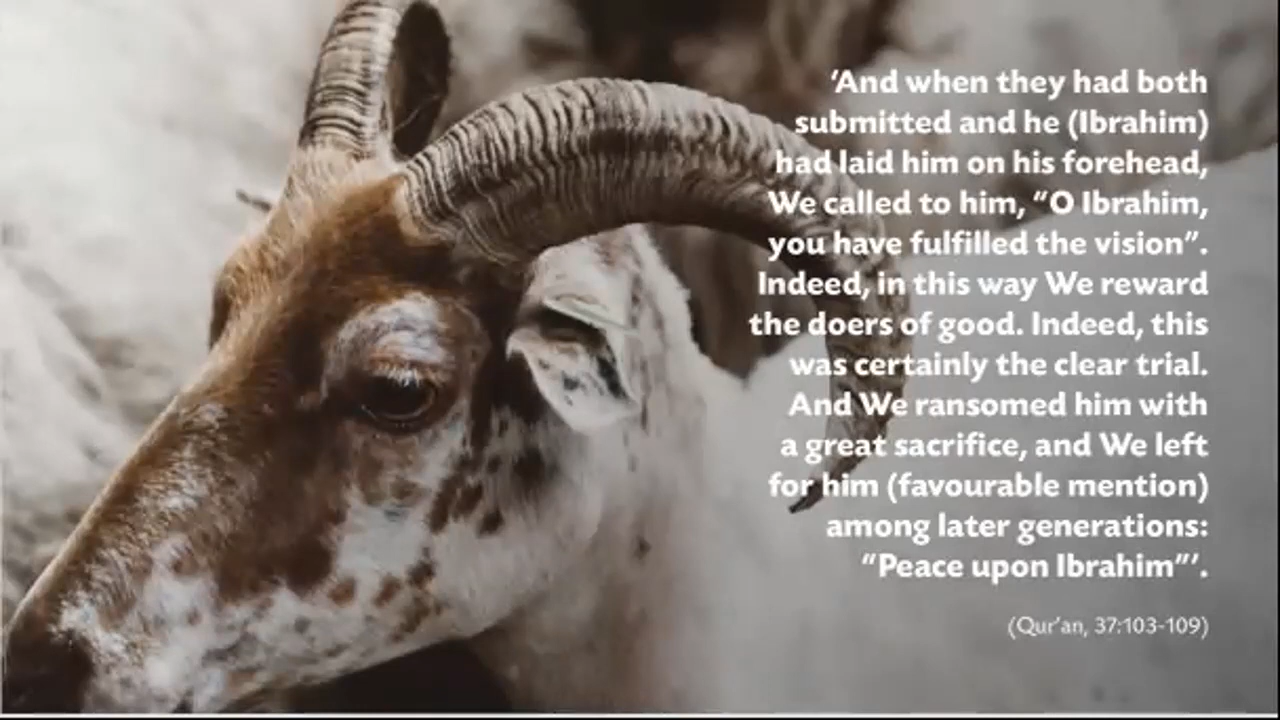 ‘And when they had both
submitted and he (Ibrahim)
had laid him on his forehead,
We called to him, “O Ibrahim,
you have fulfilled the vision”.
Indeed, in this way We reward
the doers of good. Indeed, this
was certainly the clear trial.
And We ransomed him with
a great sacrifice, and We left
for him (favourable mention)
among later generations:
“Peace upon Ibrahim”’.
(Qur’an, 37:103-109)